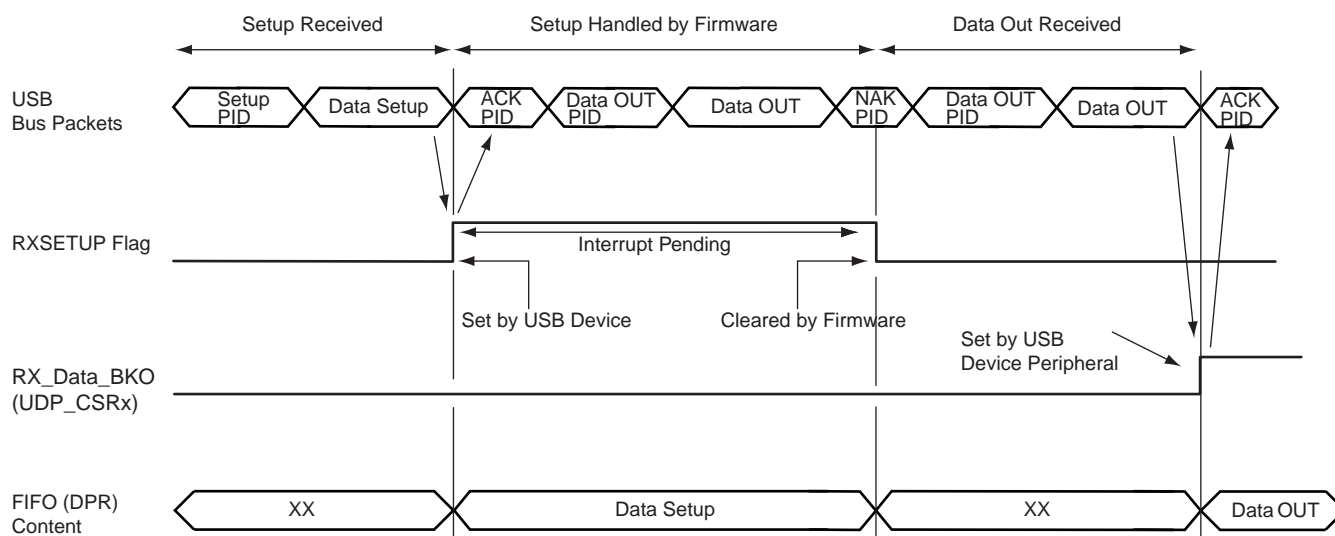 Setup Received
Setup Handled by Firmware
Data Out Received
USB
Bus Packets
Setup
PID
Data Setup
ACK
PID
Data OUT
PID
Data OUT
NAK
PID
Data OUT
PID
Data OUT
ACK
PID
RXSETUP Flag
Interrupt Pending
Set by USB Device
Cleared by Firmware
Set by USB
Device Peripheral
RX_Data_BKO
(UDP_CSRx)
FIFO (DPR)
Content
XX
Data Setup
XX
Data OUT